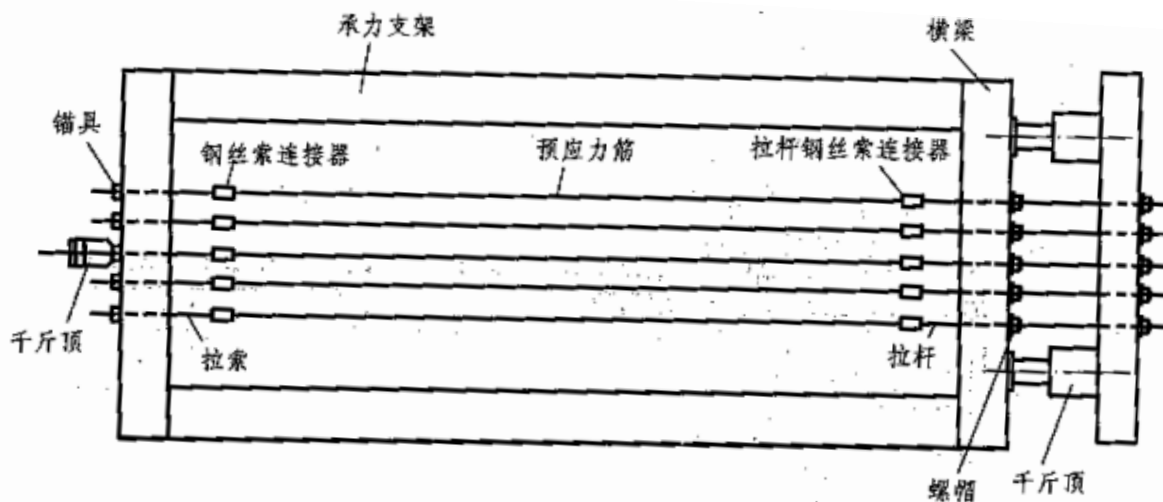 承力支架
横梁
锚具
钢丝索连接器
预应力筋
拉杆钢丝索连接器
千斤顶
拉索
拉杆
螺帽
千斤顶